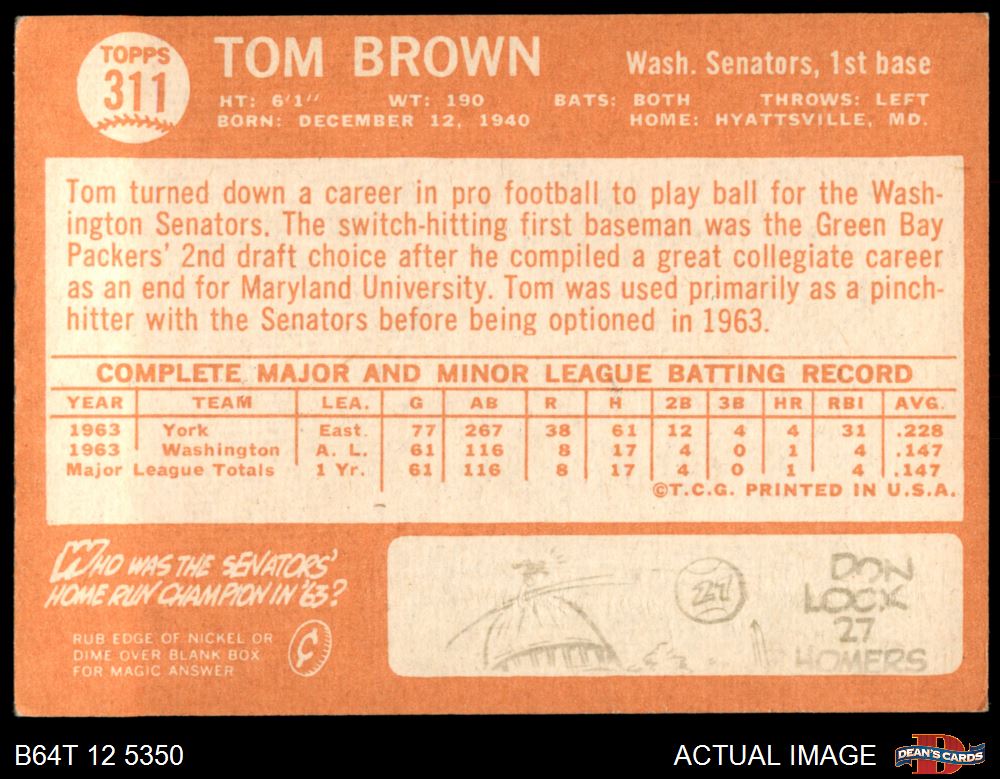 TOPPS
311
TOM BROWN
Wash. Senators, 1st base
HT: 6'1" WT: 190 BATS: BOTH THROWS: LEFT
BORN: DECEMBER 12, 1940 HOME: HYATTSVILLE, MD.
Tom turned down a career in pro football to play ball for the Wash-
ington Senators. The switch-hitting first baseman was the Green Bay
Packers' 2nd draft choice after he compiled a great collegiate career
as an end for Maryland University. Tom was used primarily as a pinch-
hitter with the Senators before being optioned in 1963.
COMPLETE MAJOR AND MINOR LEAGUE BATTING RECORD
YEAR TEAM LEA. G AB R H 2B 3B HR RBI AVG.
1963 York East. 77 267 38 61 12 4 4 31 .228
1963 Washington A. L. 61 116 8 17 4 0 1 4 .147
Major League Totals 1 Yr. 61 116 8 17 4 0 1 4 .147
©T.C.G. PRINTED IN U.S.A.
WHO WAS THE SENATORS'
HOME RUN CHAMPION IN '63?
RUB EDGE OF NICKEL OR
DIME OVER BLANK BOX
FOR MAGIC ANSWER
¢
27
DON
LOCK
27
HOMERS
B64T 12 5350
ACTUAL IMAGE
D
DEAN'S CARDS